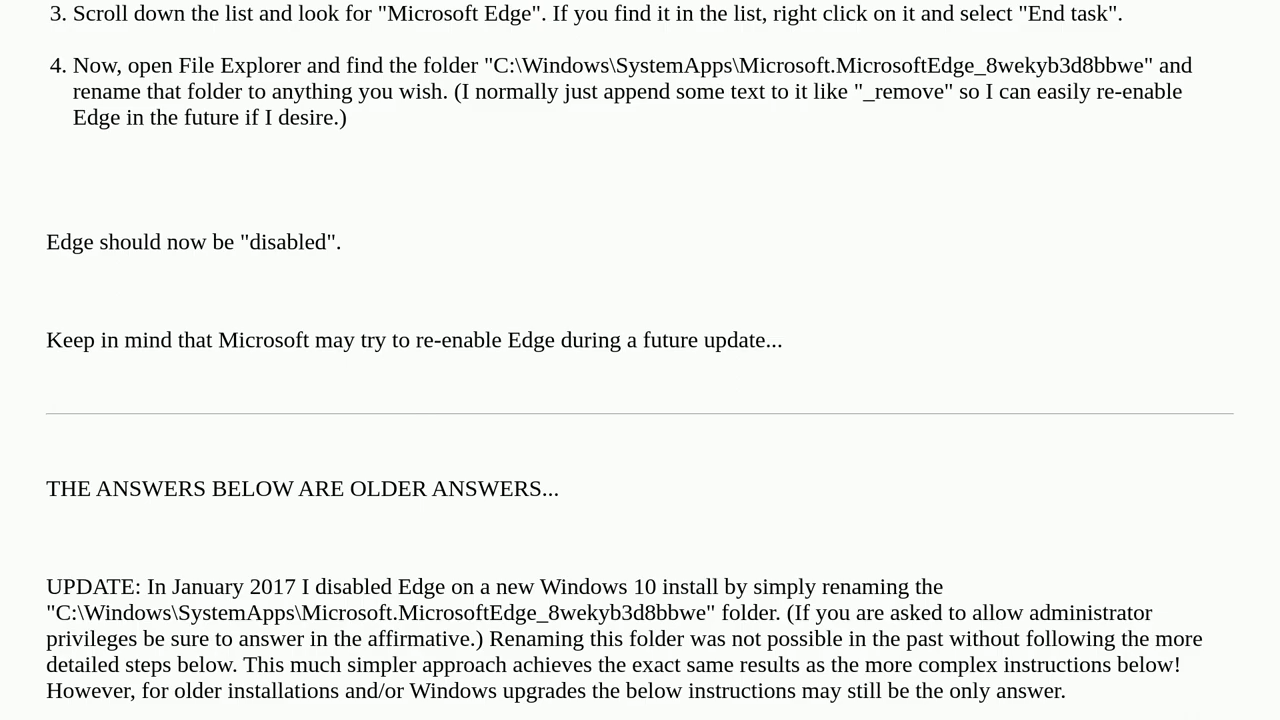 3. Scroll down the list and look for "Microsoft Edge". If you find it in the list, right click on it and select "End task".
4. Now, open File Explorer and find the folder "C:\Windows\SystemApps\Microsoft.MicrosoftEdge_8wekyb3d8bbwe" and
rename that folder to anything you wish. (I normally just append some text to it like "_remove" so I can easily re-enable
Edge in the future if I desire.)
Edge should now be "disabled".
Keep in mind that Microsoft may try to re-enable Edge during a future update...
THE ANSWERS BELOW ARE OLDER ANSWERS...
UPDATE: In January 2017 I disabled Edge on a new Windows 10 install by simply renaming the
"C:\Windows\SystemApps\Microsoft.MicrosoftEdge_8wekyb3d8bbwe" folder. (If you are asked to allow administrator
privileges be sure to answer in the affirmative.) Renaming this folder was not possible in the past without following the more
detailed steps below. This much simpler approach achieves the exact same results as the more complex instructions below!
However, for older installations and/or Windows upgrades the below instructions may still be the only answer.